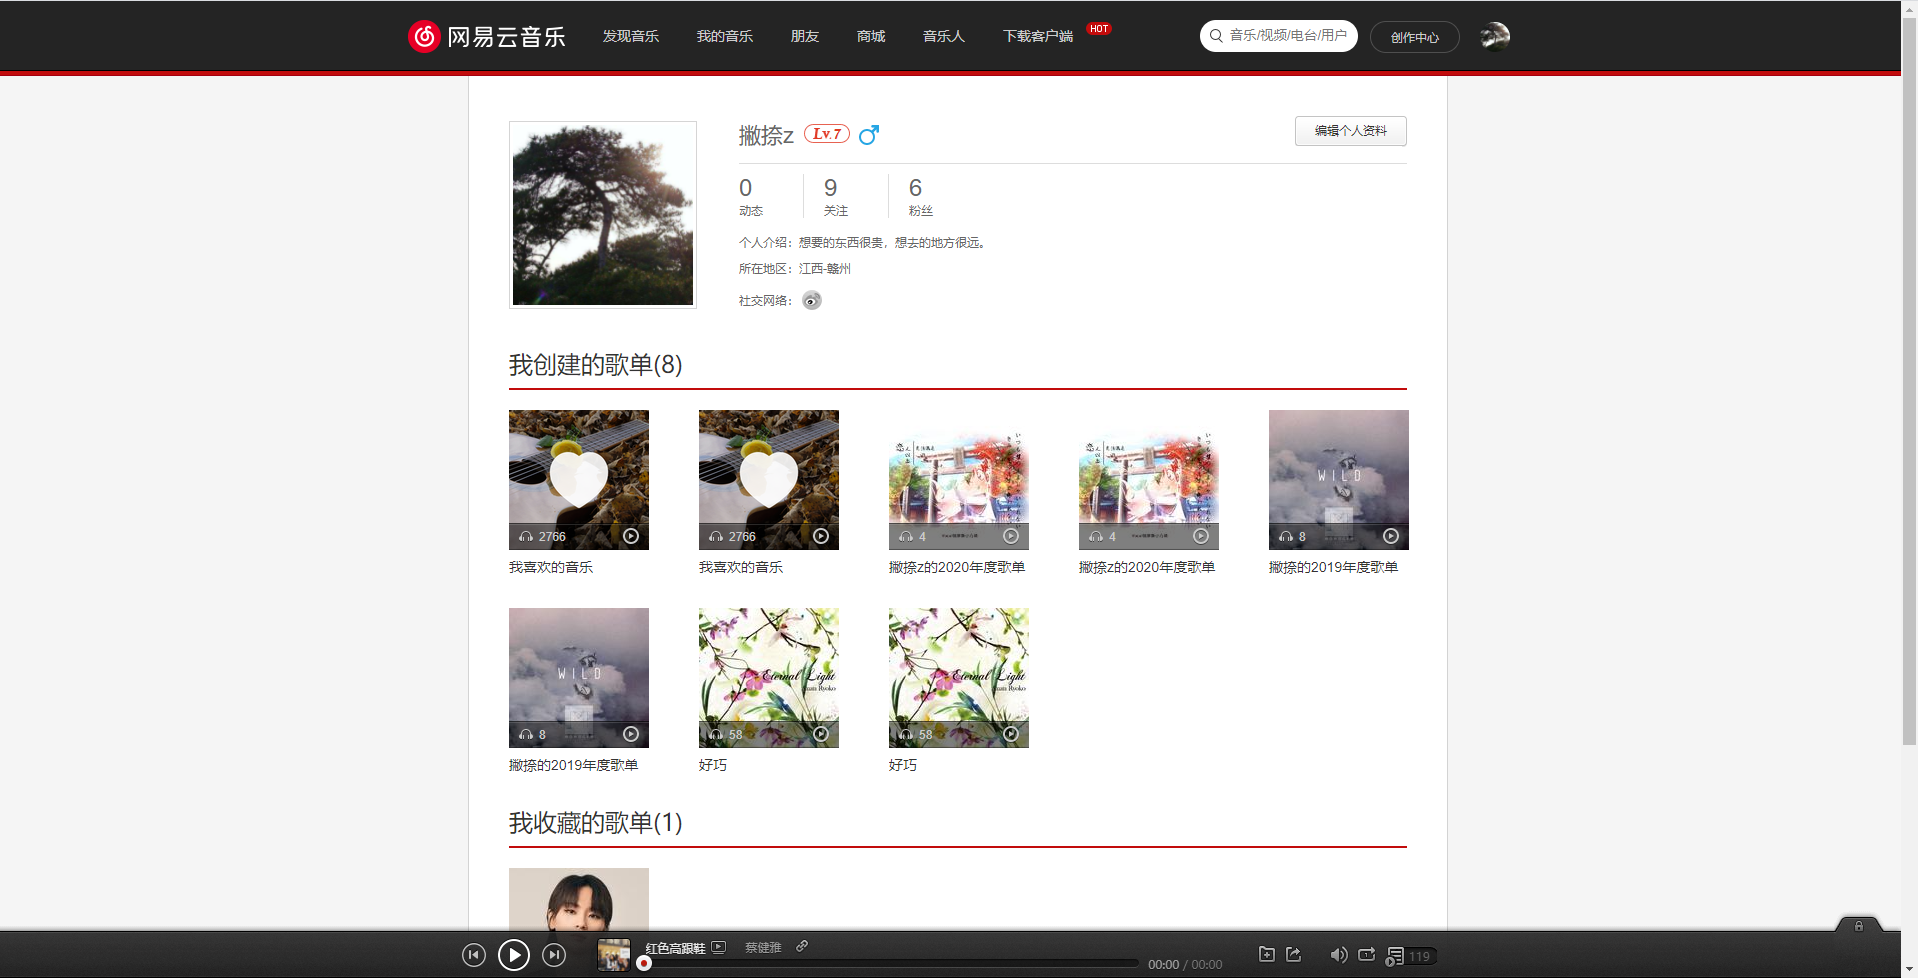 网易云音乐 发现音乐 我的音乐 朋友 商城 音乐人 下载客户端 HOT 音乐/视频/电台/用户 创作中心
撇捺z Lv.7 编辑个人资料
0 9 6
动态 关注 粉丝
个人介绍：想要的东西很贵，想去的地方很远。
所在地区：江西-赣州
社交网络：
我创建的歌单(8)
WILD
2766 2766 4 4 8
我喜欢的音乐 我喜欢的音乐 撇捺z的2020年度歌单 撇捺z的2020年度歌单 撇捺的2019年度歌单
WILD Eternal Light Eternal Light
8 58 58
撇捺的2019年度歌单 好巧 好巧
我收藏的歌单(1)
红色高跟鞋 蔡健雅
00:00 / 00:00 119